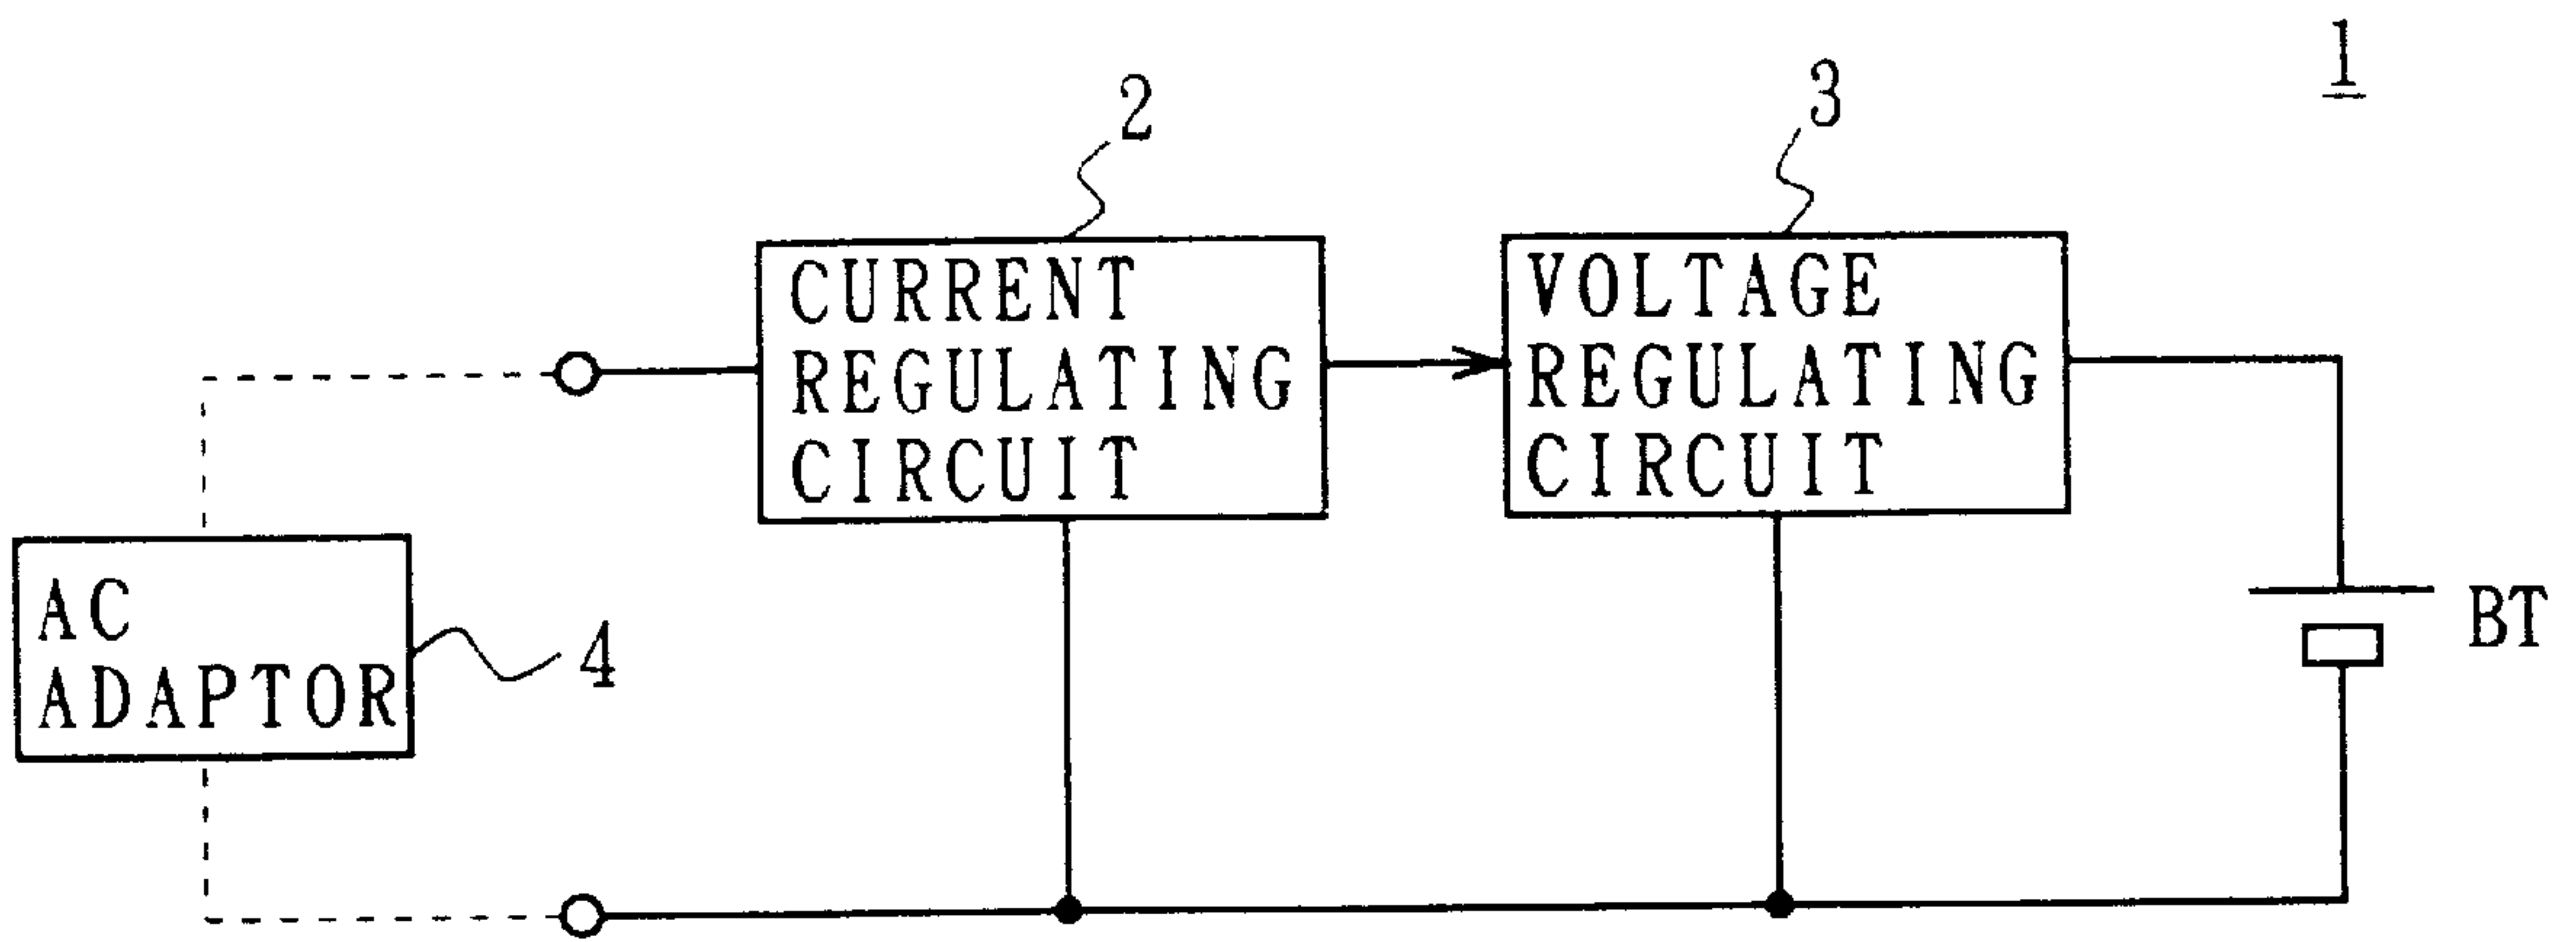 1
2
3
CURRENT
REGULATING
CIRCUIT
VOLTAGE
REGULATING
CIRCUIT
AC
ADAPTOR
4
BT